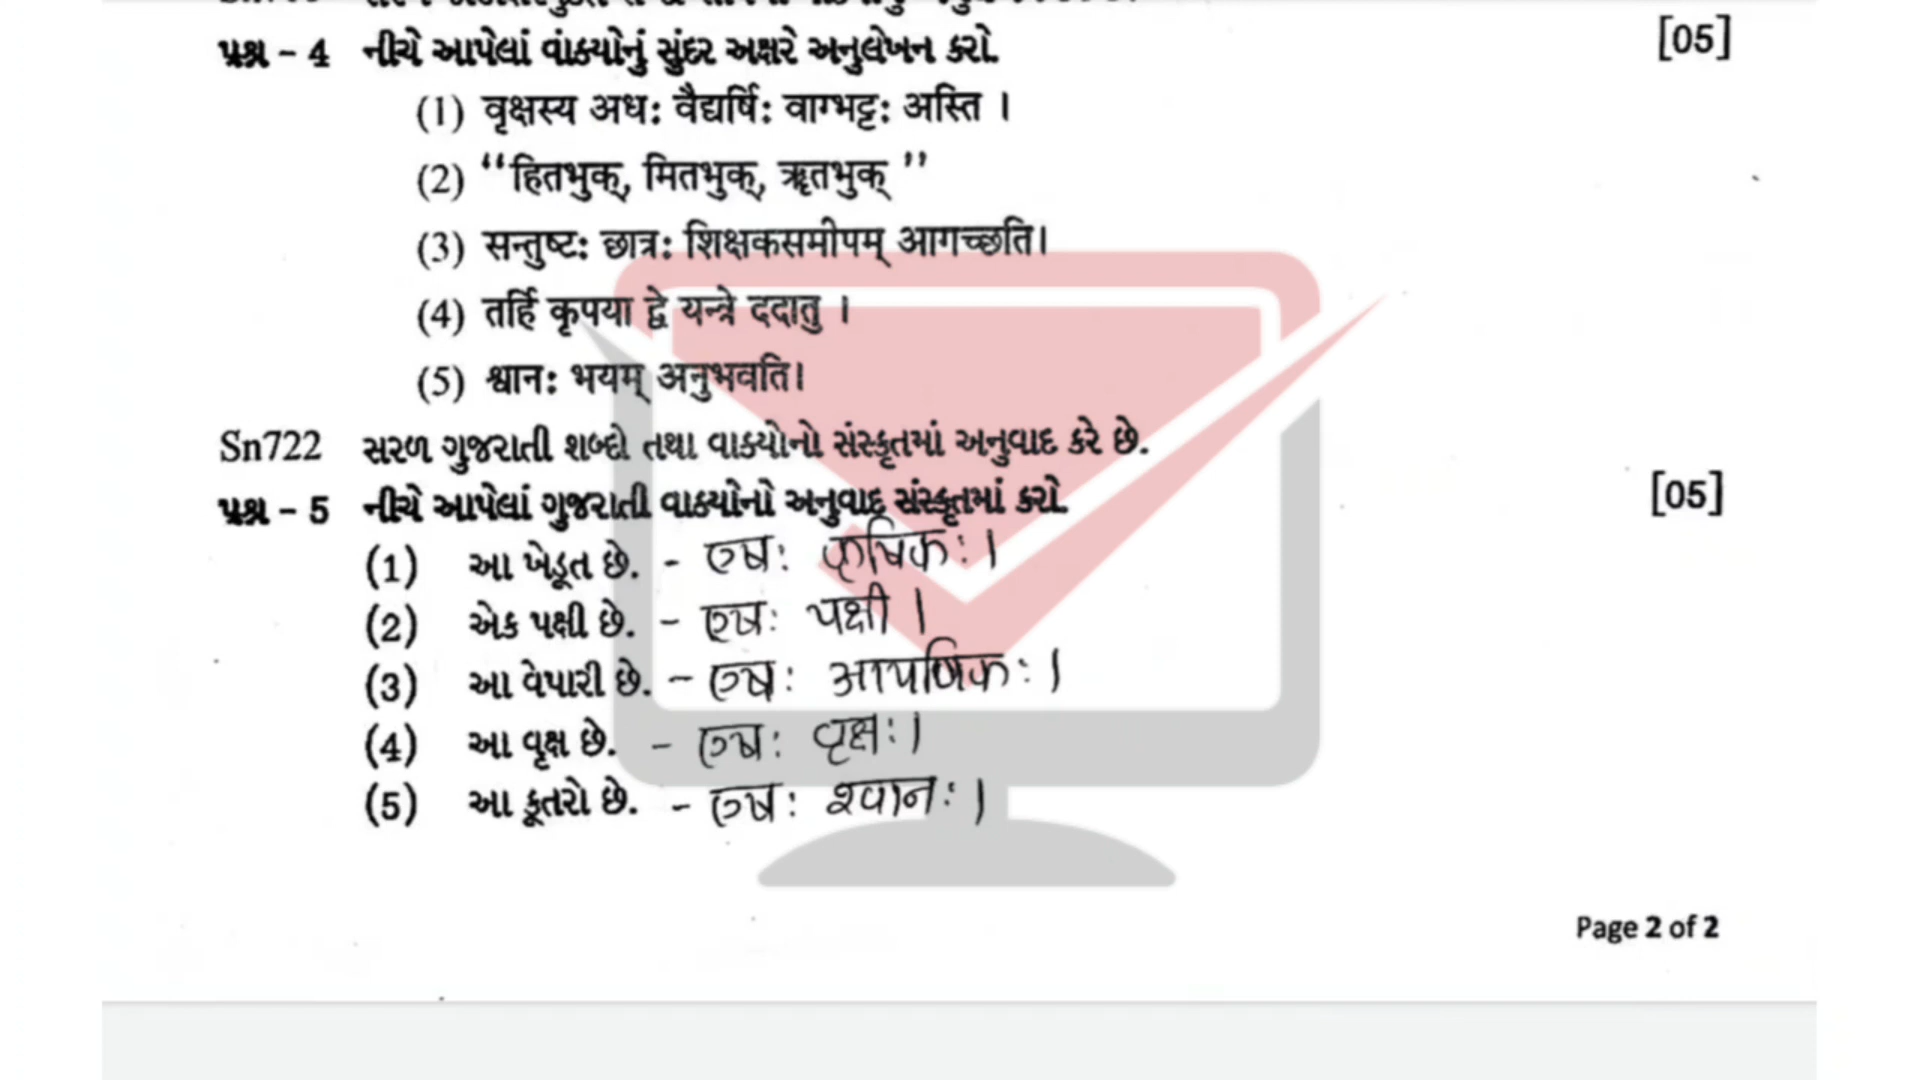 પ્રશ્ન - 4 નીચે આપેલાં વાંક્યોનું સુંદર અક્ષરે અનુલેખન કરો. [05]
(1) वृक्षस्य अधः वैद्यर्षिः वाग्भट्टः अस्ति ।
(2) “हितभुक्, मितभुक्, ऋतभुक् ”
(3) सन्तुष्टः छात्रः शिक्षकसमीपम् आगच्छति।
(4) तर्हि कृपया द्वे यन्त्रे ददातु ।
(5) श्वानः भयम् अनुभवति।
Sn722 સરળ ગુજરાતી શબ્દો તથા વાક્યોનો સંસ્કૃતમાં અનુવાદ કરે છે.
પ્રશ્ન - 5 નીચે આપેલાં ગુજરાતી વાક્યોનો અનુવાદ સંસ્કૃતમાં કરો. [05]
(1) આ ખેડૂત છે. - एषः कृषिकः ।
(2) એક પક્ષી છે. - एषः पक्षी ।
(3) આ વેપારી છે. - एषः आपणिकः ।
(4) આ વૃક્ષ છે. - एषः वृक्षः ।
(5) આ કૂતરો છે. - एषः श्वानः ।
Page 2 of 2